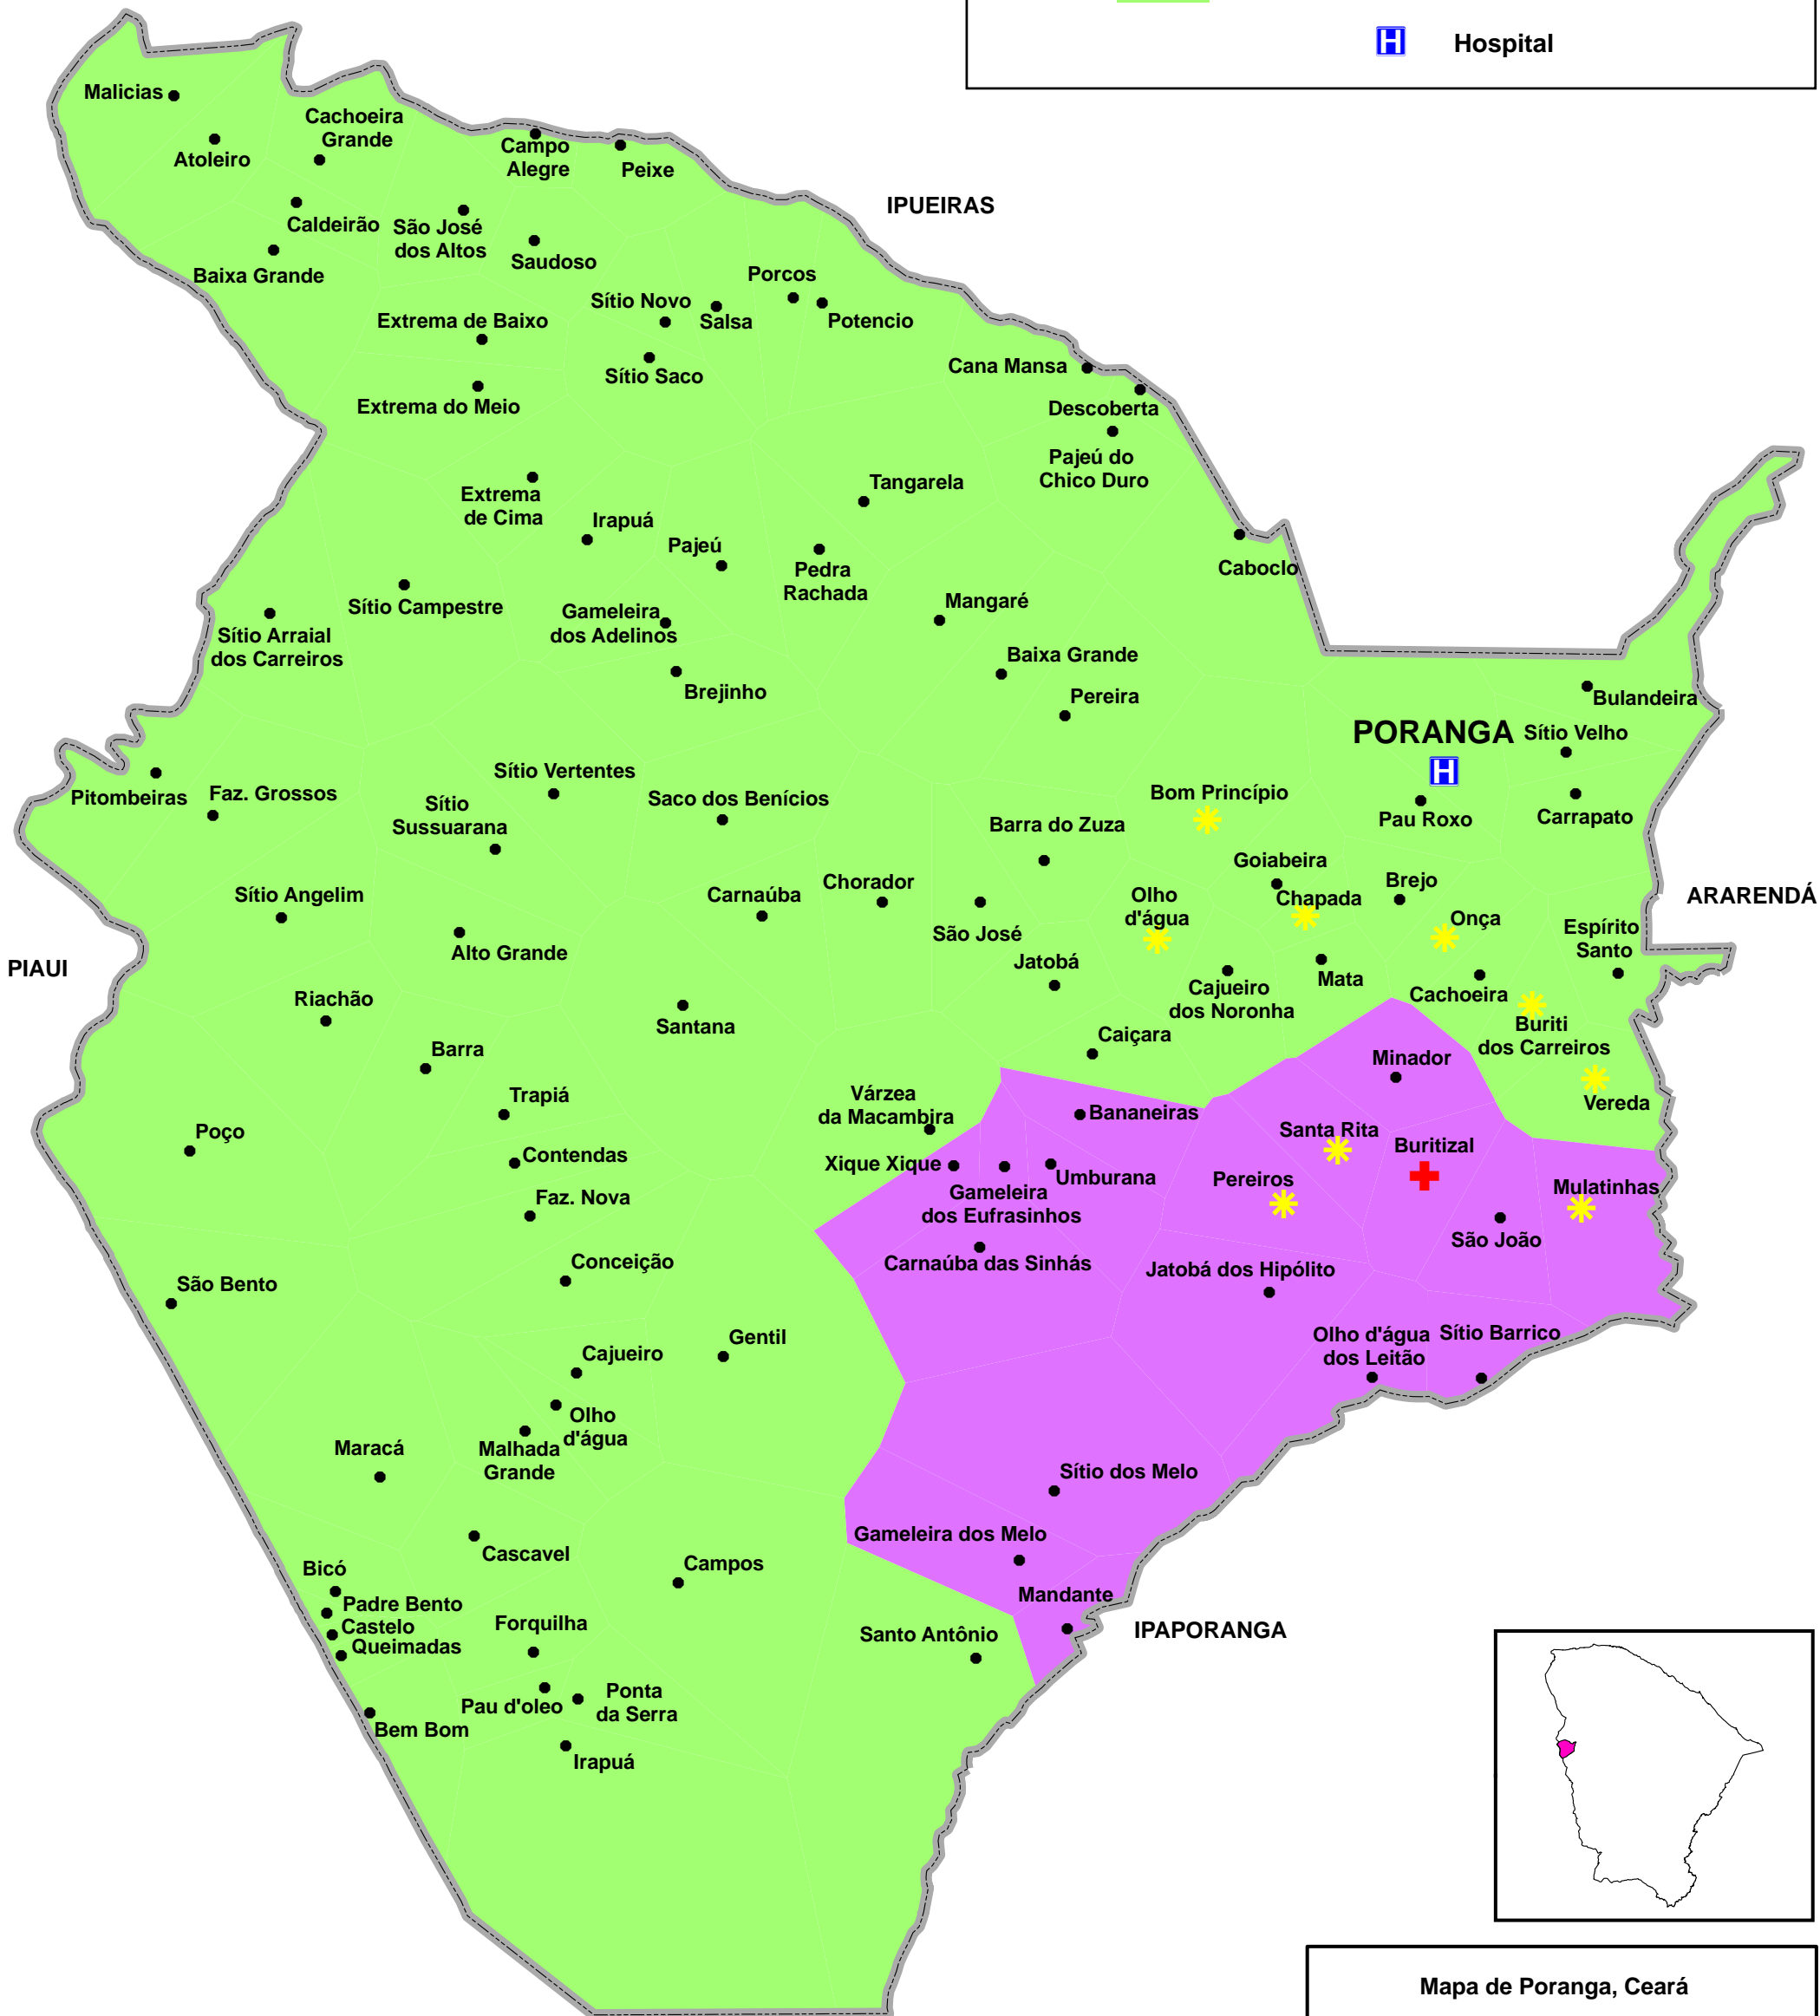 H
Hospital
Malicias
Cachoeira
Grande
Atoleiro
Campo
Alegre
Peixe
IPUEIRAS
Caldeirão
São José
dos Altos
Baixa Grande
Saudoso
Porcos
Sítio Novo
Salsa
Potencio
Extrema de Baixo
Sítio Saco
Cana Mansa
Extrema do Meio
Descoberta
Pajeú do
Chico Duro
Tangarela
Extrema
de Cima
Irapuá
Pajeú
Pedra
Rachada
Caboclo
Sítio Campestre
Gameleira
dos Adelinos
Mangaré
Sítio Arraial
dos Carreiros
Baixa Grande
Brejinho
Pereira
Bulandeira
PORANGA
Sítio Velho
H
Sítio Vertentes
Pitombeiras
Faz. Grossos
Sítio
Sussuarana
Saco dos Benícios
Bom Princípio
Pau Roxo
Carrapato
Barra do Zuza
Goiabeira
Sítio Angelim
Carnaúba
Chorador
Olho
d'água
Chapada
Brejo
ARARENDÁ
Onça
Espírito
Santo
São José
Alto Grande
PIAUI
Jatobá
Mata
Cajueiro
dos Noronha
Cachoeira
Riachão
Santana
Buriti
dos Carreiros
Caiçara
Barra
Minador
Trapiá
Várzea
da Macambira
Bananeiras
Vereda
Poço
Santa Rita
Buritizal
Contendas
Xique Xique
Umburana
Pereiros
Mulatinhas
Gameleira
dos Eufrasinhos
Faz. Nova
São João
Conceição
Carnaúba das Sinhás
Jatobá dos Hipólito
São Bento
Gentil
Olho d'água
dos Leitão
Sítio Barrico
Cajueiro
Olho
d'água
Maracá
Malhada
Grande
Sítio dos Melo
Gameleira dos Melo
Cascavel
Bicó
Campos
Mandante
Padre Bento
Castelo
Queimadas
Forquilha
Santo Antônio
IPAPORANGA
Pau d'oleo
Ponta
da Serra
Bem Bom
Irapuá
Mapa de Poranga, Ceará